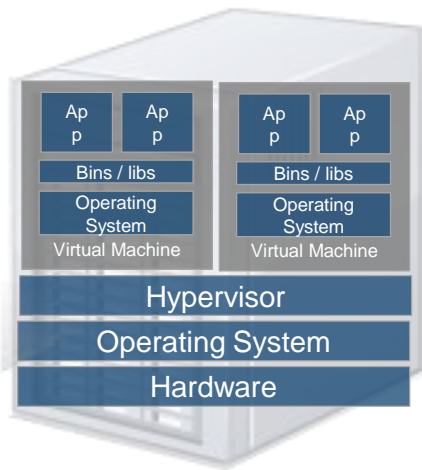 Ap
p
Ap
p
Bins / libs
Operating
System
Virtual Machine
Ap
p
Ap
p
Bins / libs
Operating
System
Virtual Machine
Hypervisor
Operating System
Hardware